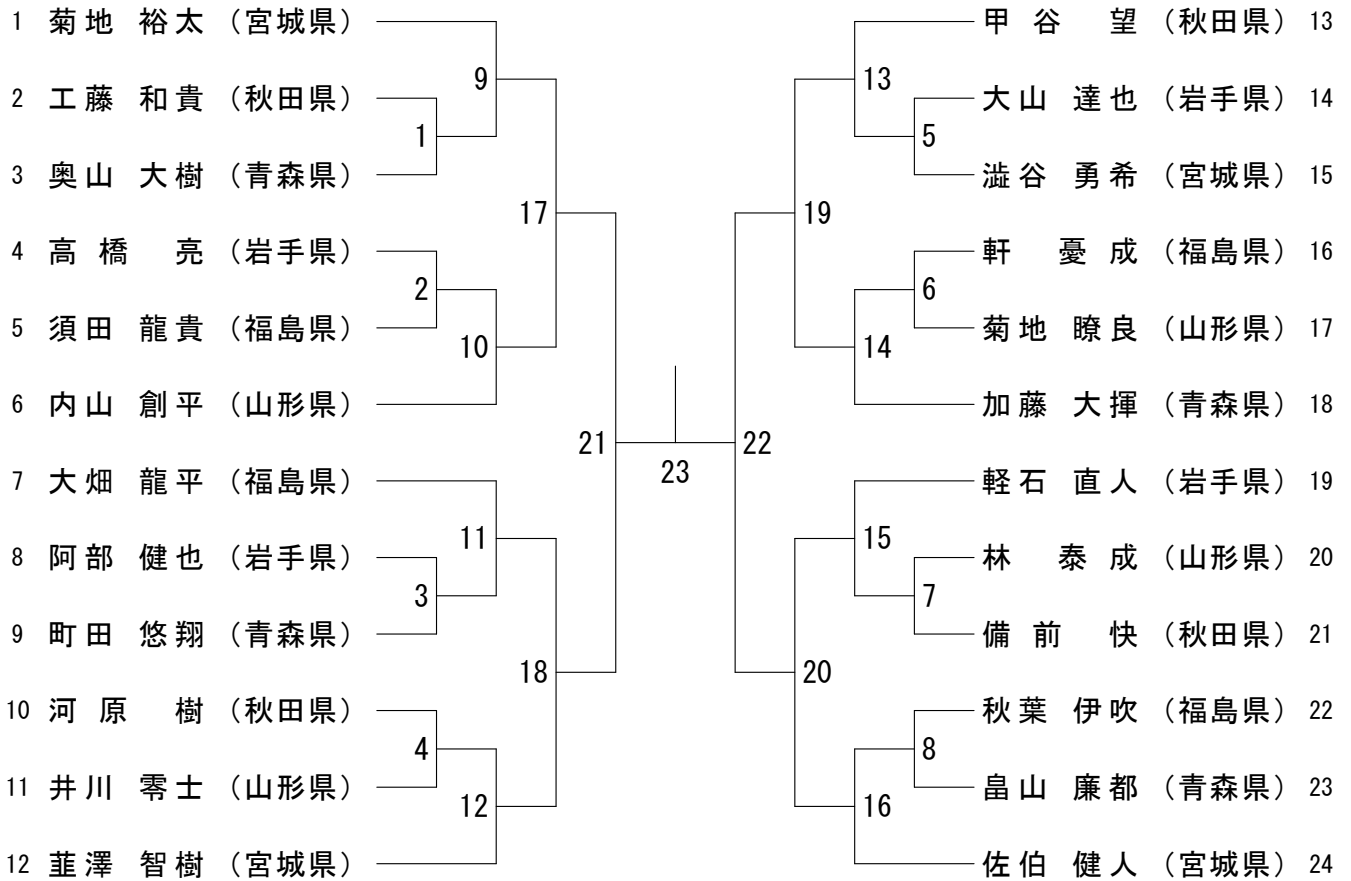 1 菊地 裕太 (宮城県)
9
2 工藤 和貴 (秋田県)
1
3 奥山 大樹 (青森県)
17
4 高橋 亮 (岩手県)
2
5 須田 龍貴 (福島県)
10
6 内山 創平 (山形県)
21
7 大畑 龍平 (福島県)
11
8 阿部 健也 (岩手県)
3
9 町田 悠翔 (青森県)
18
10 河原 樹 (秋田県)
4
11 井川 零士 (山形県)
12
12 韮澤 智樹 (宮城県)
23
甲谷 望 (秋田県) 13
13
大山 達也 (岩手県) 14
5
澁谷 勇希 (宮城県) 15
19
軒 憂成 (福島県) 16
6
菊地 瞭良 (山形県) 17
14
加藤 大揮 (青森県) 18
22
軽石 直人 (岩手県) 19
15
林 泰成 (山形県) 20
7
備前 快 (秋田県) 21
20
秋葉 伊吹 (福島県) 22
8
畠山 廉都 (青森県) 23
16
佐伯 健人 (宮城県) 24